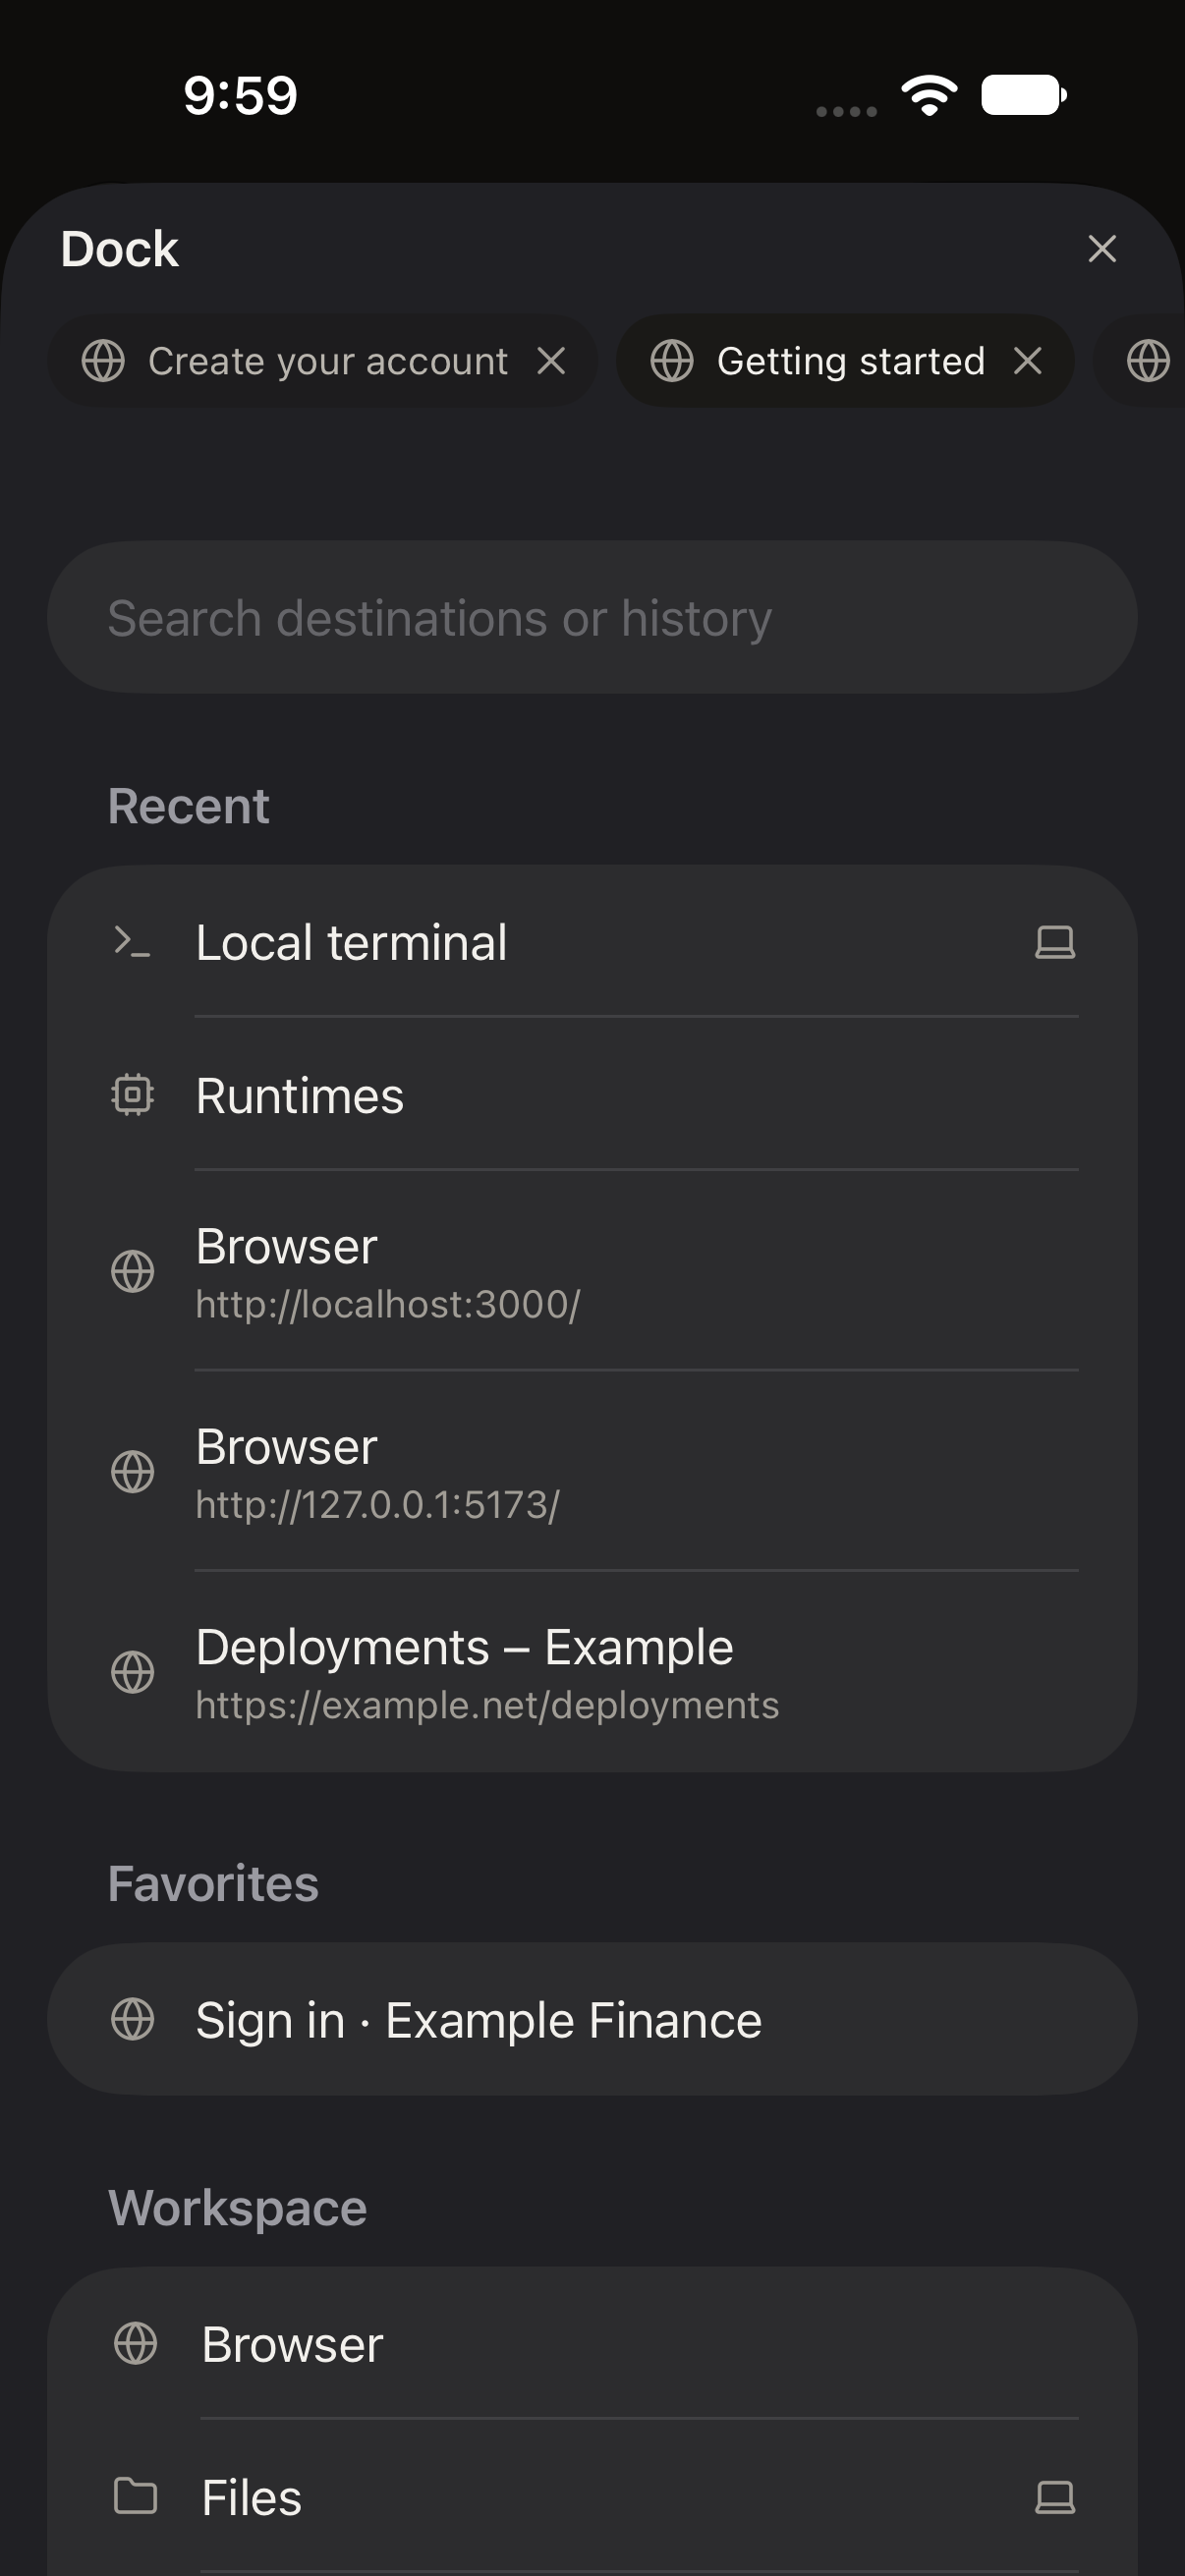 9:59
Dock
Create your account
Getting started
Search destinations or history
Recent
Local terminal
Runtimes
Browser
http://localhost:3000/
Browser
http://127.0.0.1:5173/
Deployments – Example
https://example.net/deployments
Favorites
Sign in · Example Finance
Workspace
Browser
Files